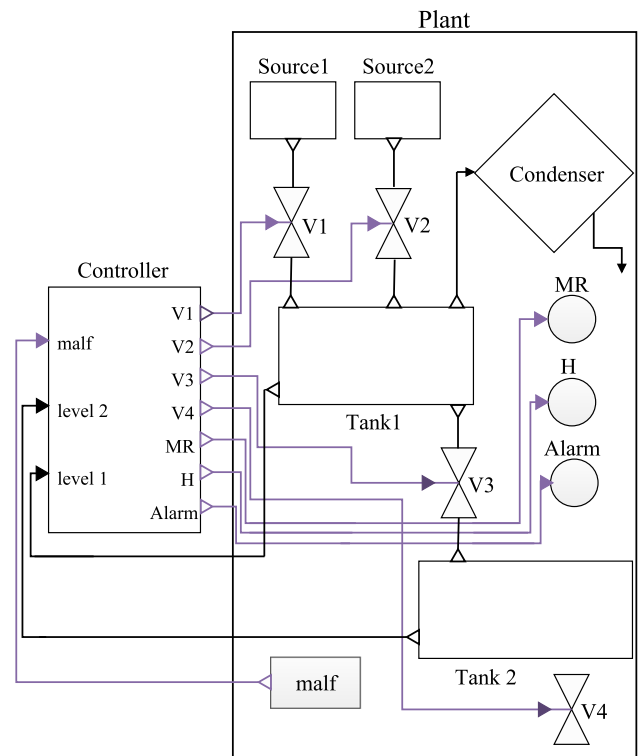 Plant
Source1
Source2
Condenser
V1
V2
Controller
MR
V1
malf
V2
V3
H
Tank1
level 2
V4
MR
Alarm
level 1
H
V3
Alarm
Tank 2
malf
V4